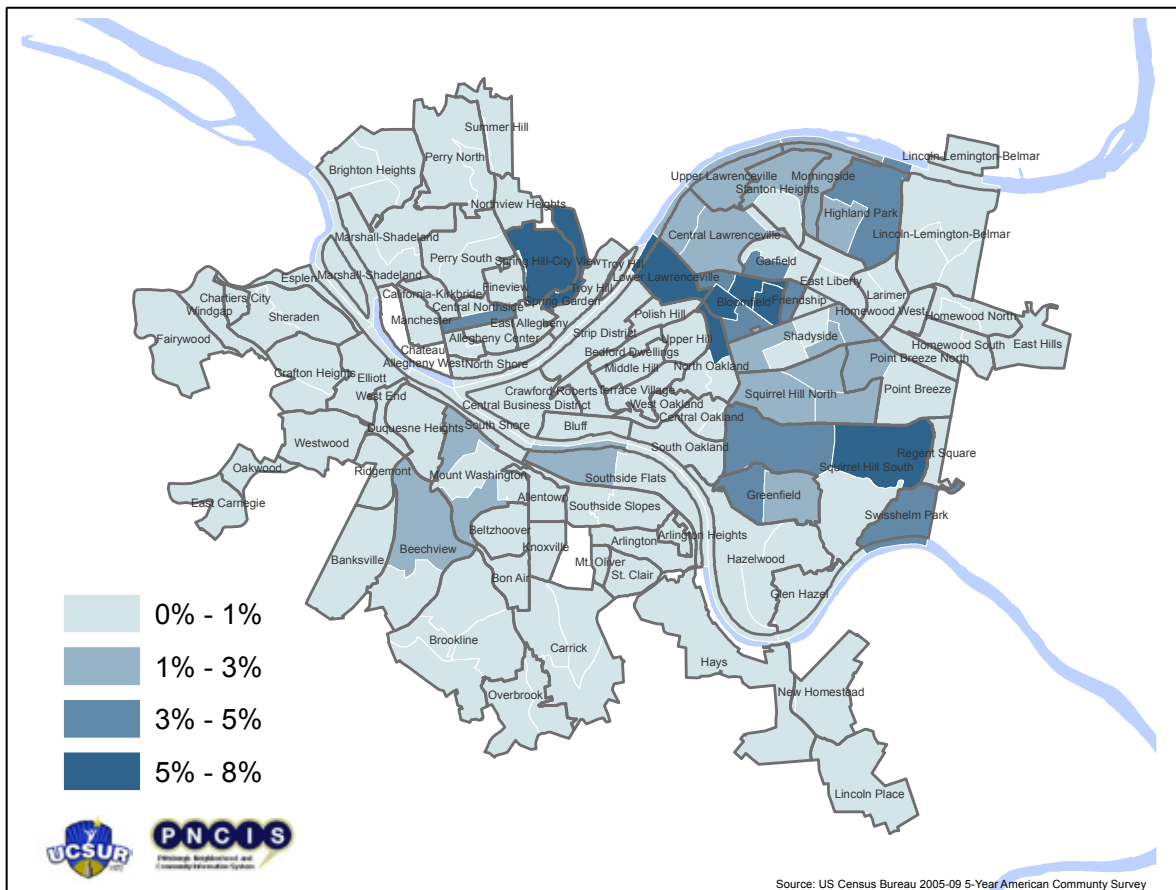 Summer Hill
Perry North
Brighton Heights
Lincoln Lemington-Belmar
Upper Lawrenceville
Morningside
Stanton Heights
Northview Heights
Highland Park
Marshall-Shadeland
Central Lawrenceville
Lincoln-Lemington-Belmar
Perry South
Spring Hill-City View
Garfield
Troy Hill
Marshall-Shadeland
Lower Lawrenceville
Esplen
East Liberty
Fineview
Troy Hill
California-Kirkbride
Larimer
Chartiers City
Bloomfield
Friendship
Spring Garden
Windgap
Central Northside
Homewood West
Polish Hill
Homewood North
Sheraden
Manchester
East Allegheny
Strip District
Fairywood
Allegheny Center
Upper Hill
Shadyside
Homewood South
East Hills
Chateau
Bedford Dwellings
Point Breeze North
Allegheny West
North Shore
Middle Hill
North Oakland
Crafton Heights
Elliott
Point Breeze
West End
Crawford-Roberts
Terrace Village
Squirrel Hill North
Central Business District
West Oakland
Central Oakland
Duquesne Heights
South Shore
Bluff
Westwood
South Oakland
Regent Square
Oakwood
Ridgemont
Mount Washington
Southside Flats
Squirrel Hill South
East Carnegie
Allentown
Greenfield
Southside Slopes
Swisshelm Park
Beltzhoover
Arlington Heights
Knoxville
Arlington
Beechview
Banksville
Mt. Oliver
Hazelwood
Bon Air
St. Clair
Glen Hazel
Brookline
Carrick
Hays
Overbrook
New Homestead
Lincoln Place
0% - 1%
1% - 3%
3% - 5%
5% - 8%
UCSUR
PNCIS
Pittsburgh Neighborhood and
Community Information System
Source: US Census Bureau 2005-09 5-Year American Communty Survey